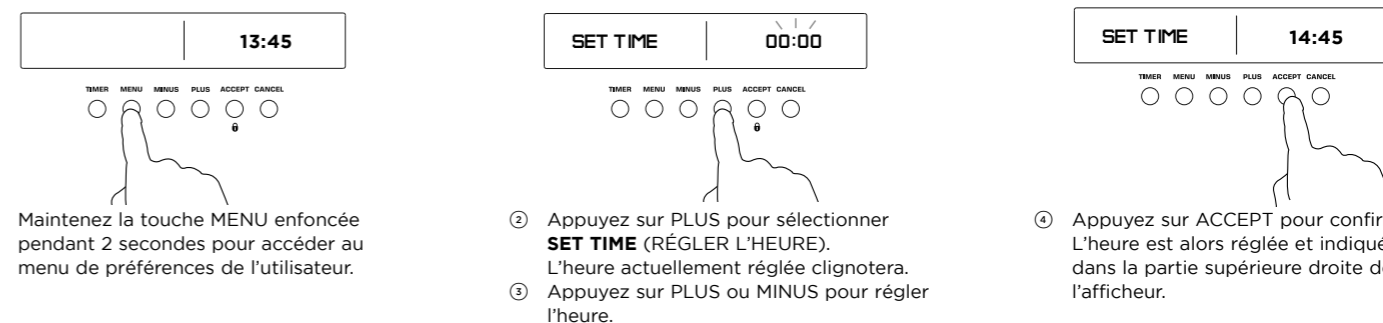 13:45
TIMER MENU MINUS PLUS ACCEPT CANCEL
Maintenez la touche MENU enfoncée
pendant 2 secondes pour accéder au
menu de préférences de l’utilisateur.
SET TIME 00:00
TIMER MENU MINUS PLUS ACCEPT CANCEL
② Appuyez sur PLUS pour sélectionner
SET TIME (RÉGLER L’HEURE).
L’heure actuellement réglée clignotera.
③ Appuyez sur PLUS ou MINUS pour régler
l’heure.
SET TIME 14:45
TIMER MENU MINUS PLUS ACCEPT CANCEL
④ Appuyez sur ACCEPT pour
L’heure est alors réglée et
dans la partie supérieure droite
l’afficheur.